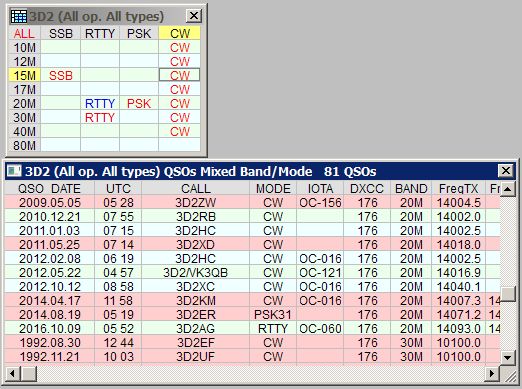 3D2 (All op. All types)
ALL SSB RTTY PSK CW
10M CW
12M CW
15M SSB CW
17M CW
20M RTTY PSK CW
30M RTTY CW
40M CW
80M
3D2 (All op. All types) QSOs Mixed Band/Mode 81 QSOs
QSO_DATE UTC CALL MODE IOTA DXCC BAND FreqTX Fr
2009.05.05 05 28 3D2ZW CW OC-156 176 20M 14004.5
2010.12.21 07 55 3D2RB CW 176 20M 14002.0
2011.01.03 07 15 3D2HC CW 176 20M 14002.0
2011.05.25 07 14 3D2XD CW 176 20M 14018.0
2012.02.08 06 19 3D2HC CW OC-016 176 20M 14002.5
2012.05.22 04 57 3D2/VK3QB CW OC-121 176 20M 14016.9
2012.10.12 08 58 3D2XC CW OC-016 176 20M 14040.1
2014.04.17 11 58 3D2KM CW OC-016 176 20M 14007.3 14
2014.08.19 05 19 3D2ER PSK31 176 20M 14071.2 14
2016.10.09 05 52 3D2AG RTTY OC-060 176 20M 14093.0 14
1992.08.30 12 44 3D2EF CW 176 30M 10100.0
1992.11.21 10 03 3D2UF CW 176 30M 10100.0